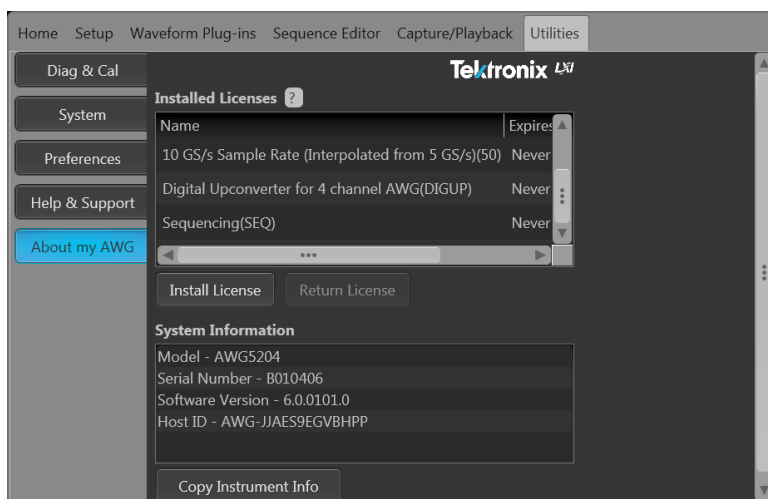 Home Setup Waveform Plug-ins Sequence Editor Capture/Playback Utilities
Diag & Cal
System
Preferences
Help & Support
About my AWG
Tektronix LXI
Installed Licenses ?
Name Expires
10 GS/s Sample Rate (Interpolated from 5 GS/s)(50) Never
Digital Upconverter for 4 channel AWG(DIGUP) Never
Sequencing(SEQ) Never
Install License Return License
System Information
Model - AWG5204
Serial Number - B010406
Software Version - 6.0.0101.0
Host ID - AWG-JJAES9EGVBHPP
Copy Instrument Info